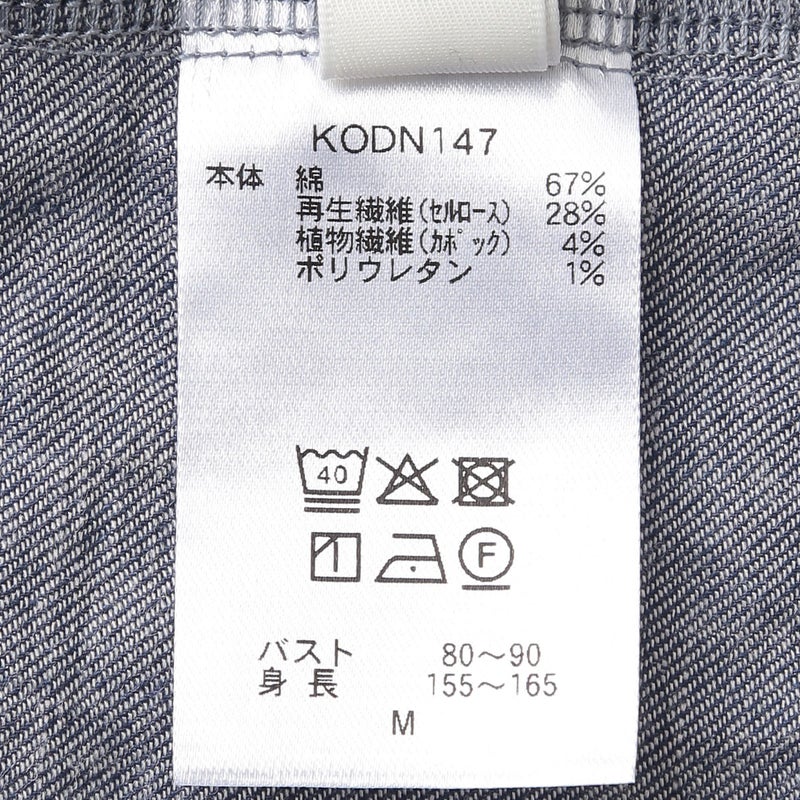 KODN147
本体 綿 67%
再生繊維(セルロース) 28%
植物繊維(カポック) 4%
ポリウレタン 1%
40
F
バスト 80～90
身長 155～165
M